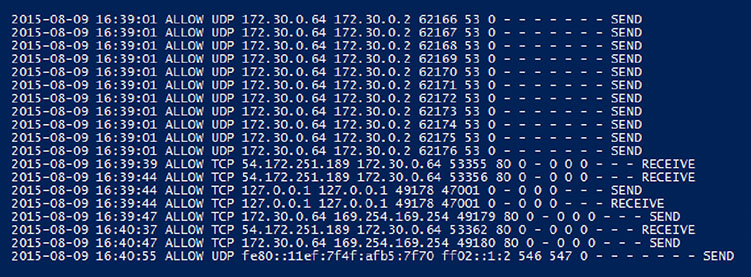 2015-08-09 16:39:01 ALLOW UDP 172.30.0.64 172.30.0.2 62166 53 0 - - - - - - - SEND
2015-08-09 16:39:01 ALLOW UDP 172.30.0.64 172.30.0.2 62167 53 0 - - - - - - - SEND
2015-08-09 16:39:01 ALLOW UDP 172.30.0.64 172.30.0.2 62168 53 0 - - - - - - - SEND
2015-08-09 16:39:01 ALLOW UDP 172.30.0.64 172.30.0.2 62169 53 0 - - - - - - - SEND
2015-08-09 16:39:01 ALLOW UDP 172.30.0.64 172.30.0.2 62170 53 0 - - - - - - - SEND
2015-08-09 16:39:01 ALLOW UDP 172.30.0.64 172.30.0.2 62171 53 0 - - - - - - - SEND
2015-08-09 16:39:01 ALLOW UDP 172.30.0.64 172.30.0.2 62172 53 0 - - - - - - - SEND
2015-08-09 16:39:01 ALLOW UDP 172.30.0.64 172.30.0.2 62173 53 0 - - - - - - - SEND
2015-08-09 16:39:01 ALLOW UDP 172.30.0.64 172.30.0.2 62174 53 0 - - - - - - - SEND
2015-08-09 16:39:01 ALLOW UDP 172.30.0.64 172.30.0.2 62175 53 0 - - - - - - - SEND
2015-08-09 16:39:01 ALLOW UDP 172.30.0.64 172.30.0.2 62176 53 0 - - - - - - - SEND
2015-08-09 16:39:39 ALLOW TCP 54.172.251.189 172.30.0.64 53355 80 0 - 0 0 0 - - - RECEIVE
2015-08-09 16:39:44 ALLOW TCP 54.172.251.189 172.30.0.64 53356 80 0 - 0 0 0 - - - RECEIVE
2015-08-09 16:39:44 ALLOW TCP 127.0.0.1 127.0.0.1 49178 47001 0 - 0 0 0 - - - SEND
2015-08-09 16:39:44 ALLOW TCP 127.0.0.1 127.0.0.1 49178 47001 0 - 0 0 0 - - - RECEIVE
2015-08-09 16:39:47 ALLOW TCP 172.30.0.64 169.254.169.254 49179 80 0 - 0 0 0 - - - SEND
2015-08-09 16:40:37 ALLOW TCP 54.172.251.189 172.30.0.64 53362 80 0 - 0 0 0 - - - RECEIVE
2015-08-09 16:40:47 ALLOW TCP 172.30.0.64 169.254.169.254 49180 80 0 - 0 0 0 - - - SEND
2015-08-09 16:40:55 ALLOW UDP fe80::11ef:7f4f:afb5:7f70 ff02::1:2 546 547 0 - - - - - - - SEND